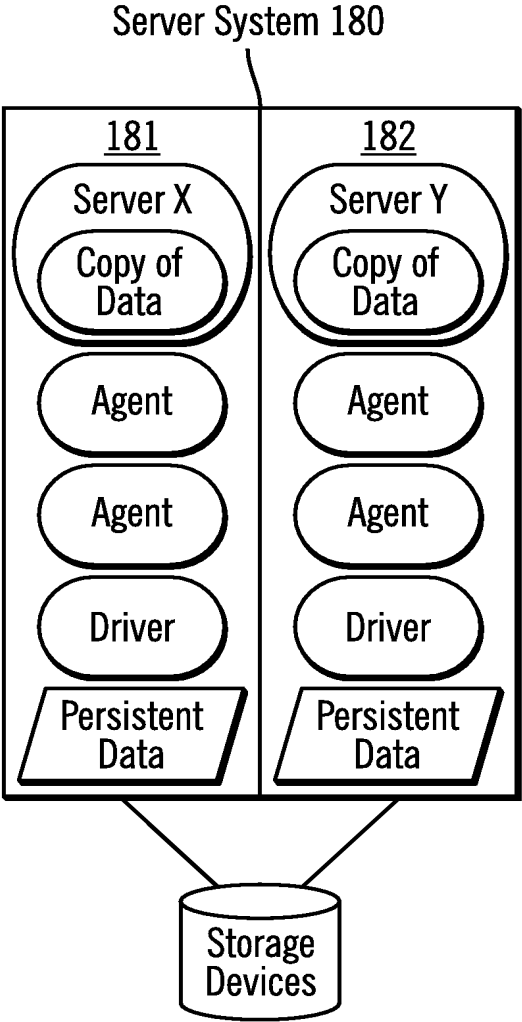 Server System 180
181
Server X
Copy of
Data
Agent
Agent
Driver
Persistent
Data
182
Server Y
Copy of
Data
Agent
Agent
Driver
Persistent
Data
Storage
Devices